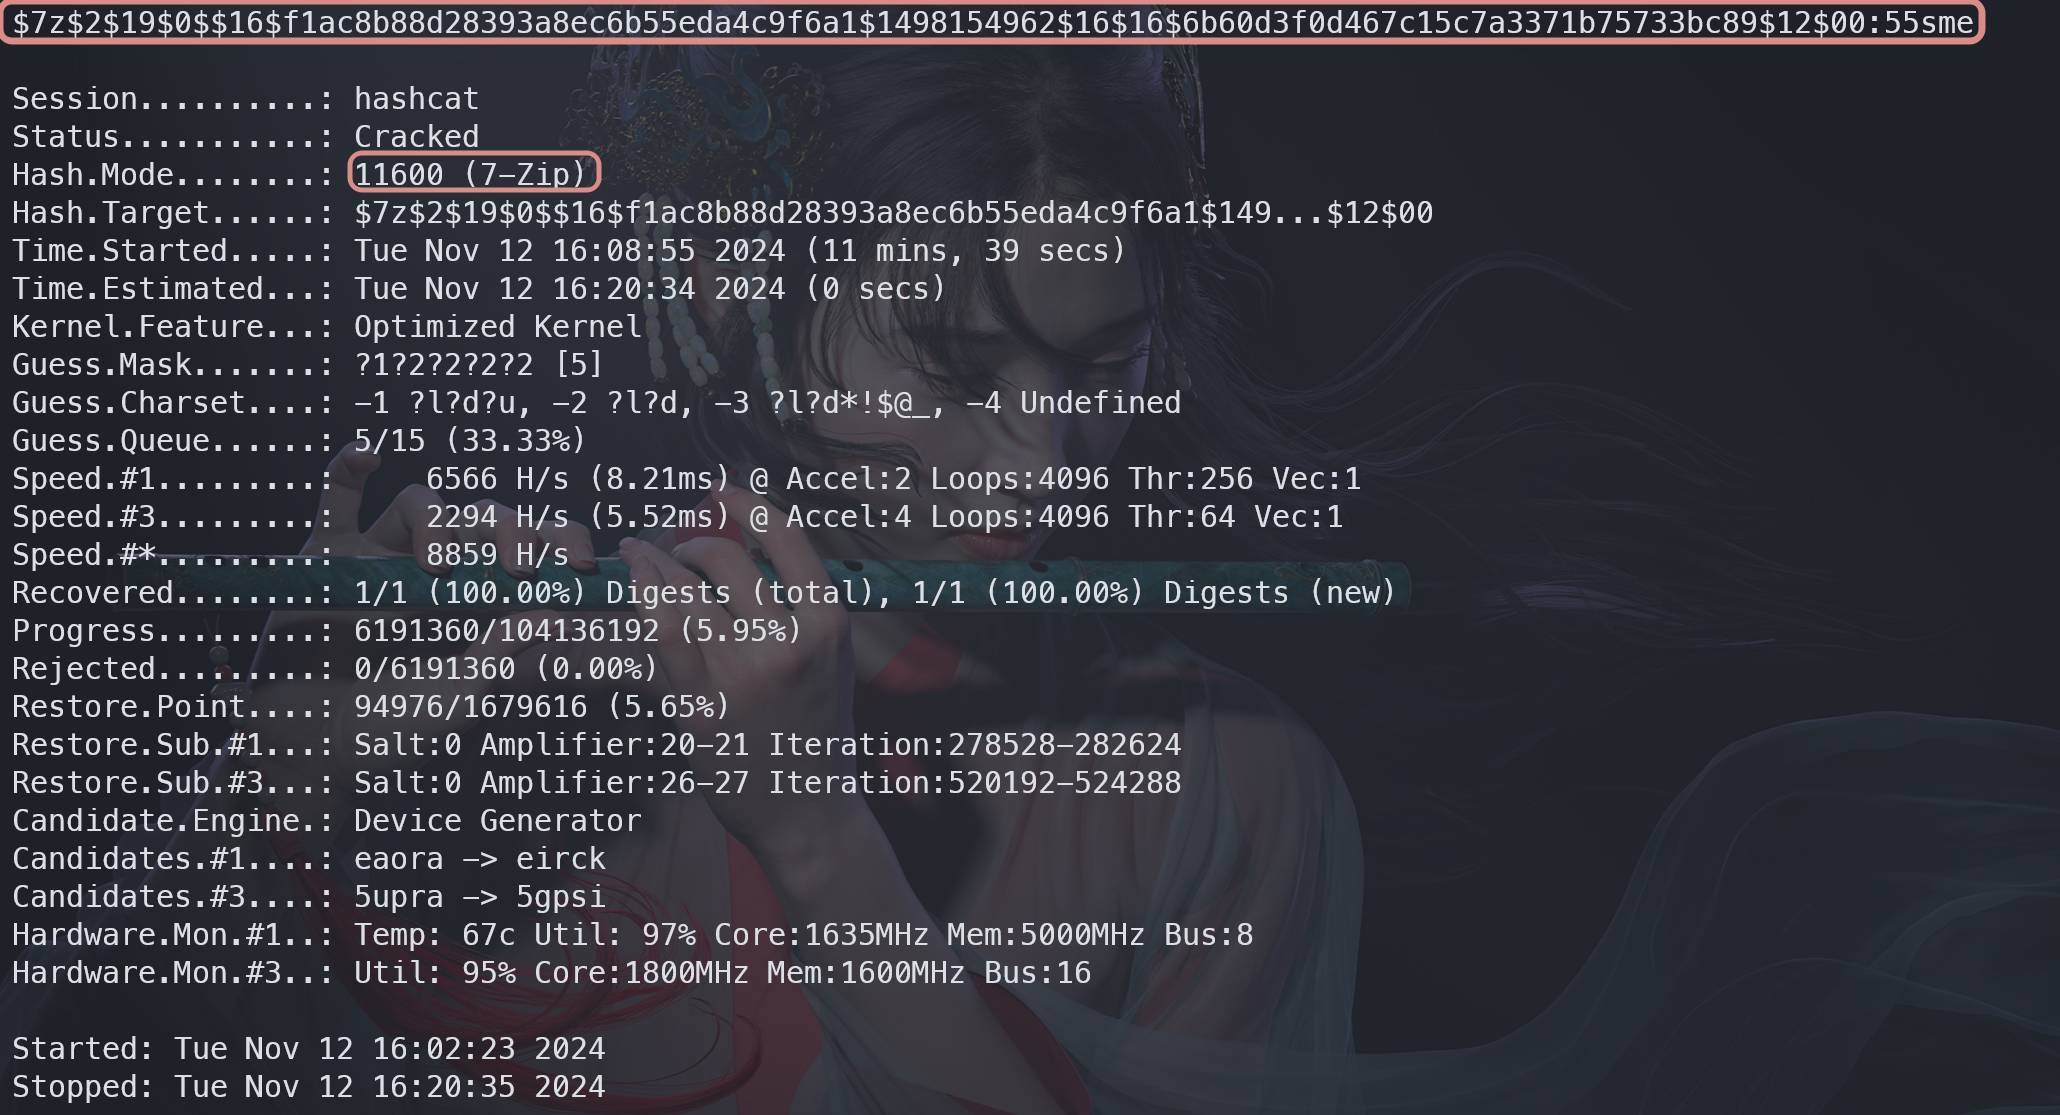 $7z$2$19$0$$16$f1ac8b88d28393a8ec6b55eda4c9f6a1$1498154962$16$16$6b60d3f0d467c15c7a3371b75733bc89$12$00:55sme
Session..........: hashcat
Status...........: Cracked
Hash.Mode........: 11600 (7-Zip)
Hash.Target......: $7z$2$19$0$$16$f1ac8b88d28393a8ec6b55eda4c9f6a1$149...$12$00
Time.Started.....: Tue Nov 12 16:08:55 2024 (11 mins, 39 secs)
Time.Estimated...: Tue Nov 12 16:20:34 2024 (0 secs)
Kernel.Feature...: Optimized Kernel
Guess.Mask.......: ?1?2?2?2?2 [5]
Guess.Charset....: -1 ?l?d?u, -2 ?l?d, -3 ?l?d*!$@_, -4 Undefined
Guess.Queue......: 5/15 (33.33%)
Speed.#1.........:     6566 H/s (8.21ms) @ Accel:2 Loops:4096 Thr:256 Vec:1
Speed.#3.........:     2294 H/s (5.52ms) @ Accel:4 Loops:4096 Thr:64 Vec:1
Speed.#*.........:     8859 H/s
Recovered........: 1/1 (100.00%) Digests (total), 1/1 (100.00%) Digests (new)
Progress.........: 6191360/104136192 (5.95%)
Rejected.........: 0/6191360 (0.00%)
Restore.Point....: 94976/1679616 (5.65%)
Restore.Sub.#1...: Salt:0 Amplifier:20-21 Iteration:278528-282624
Restore.Sub.#3...: Salt:0 Amplifier:26-27 Iteration:520192-524288
Candidate.Engine.: Device Generator
Candidates.#1....: eaora -> eirck
Candidates.#3....: 5upra -> 5gpsi
Hardware.Mon.#1..: Temp: 67c Util: 97% Core:1635MHz Mem:5000MHz Bus:8
Hardware.Mon.#3..: Util: 95% Core:1800MHz Mem:1600MHz Bus:16
Started: Tue Nov 12 16:02:23 2024
Stopped: Tue Nov 12 16:20:35 2024